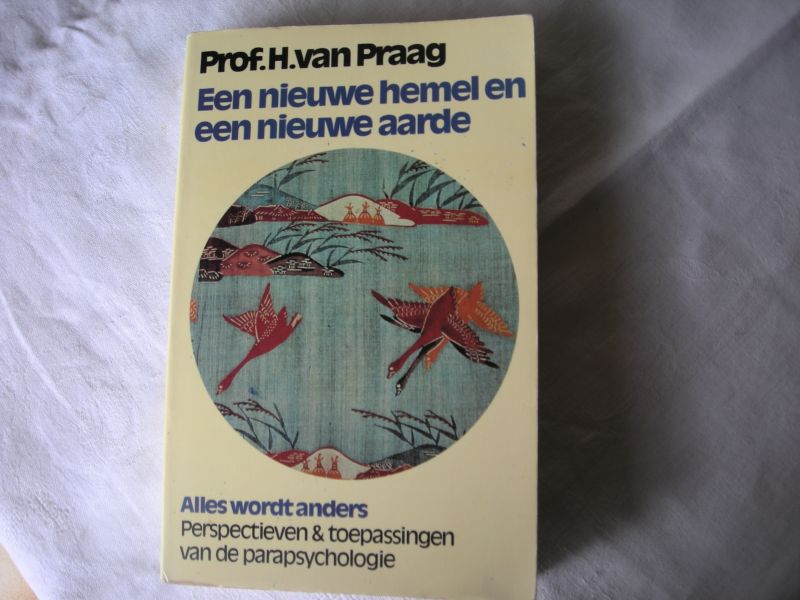 Prof. H. van Praag
Een nieuwe hemel en
een nieuwe aarde
Alles wordt anders
Perspectieven & toepassingen
van de parapsychologie